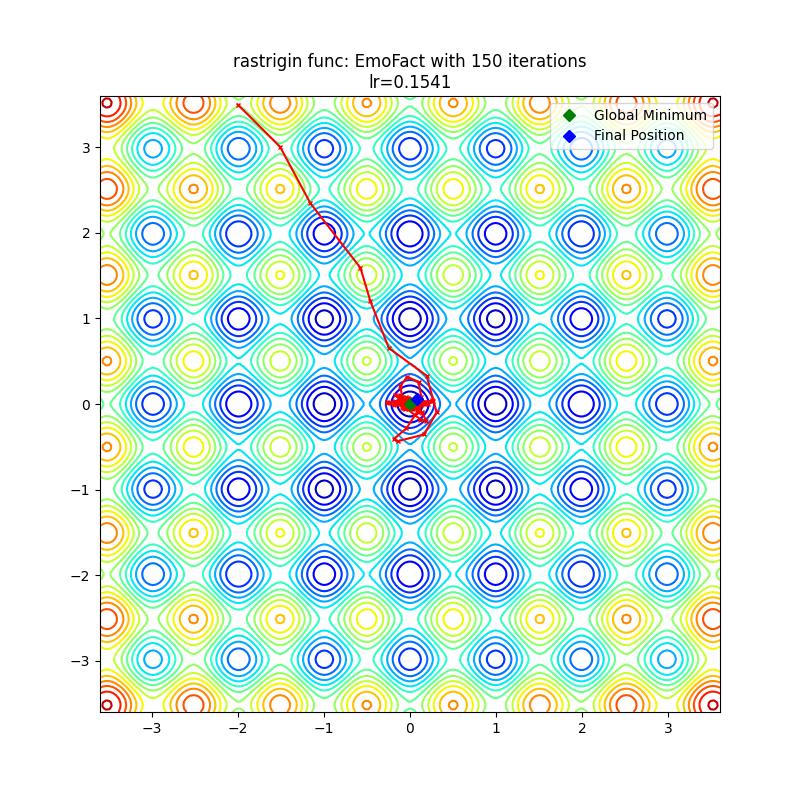 rastrigin func: EmoFact with 150 iterations
lr=0.1541
Global Minimum
Final Position
3
2
1
0
−1
−2
−3
−3 −2 −1 0 1 2 3